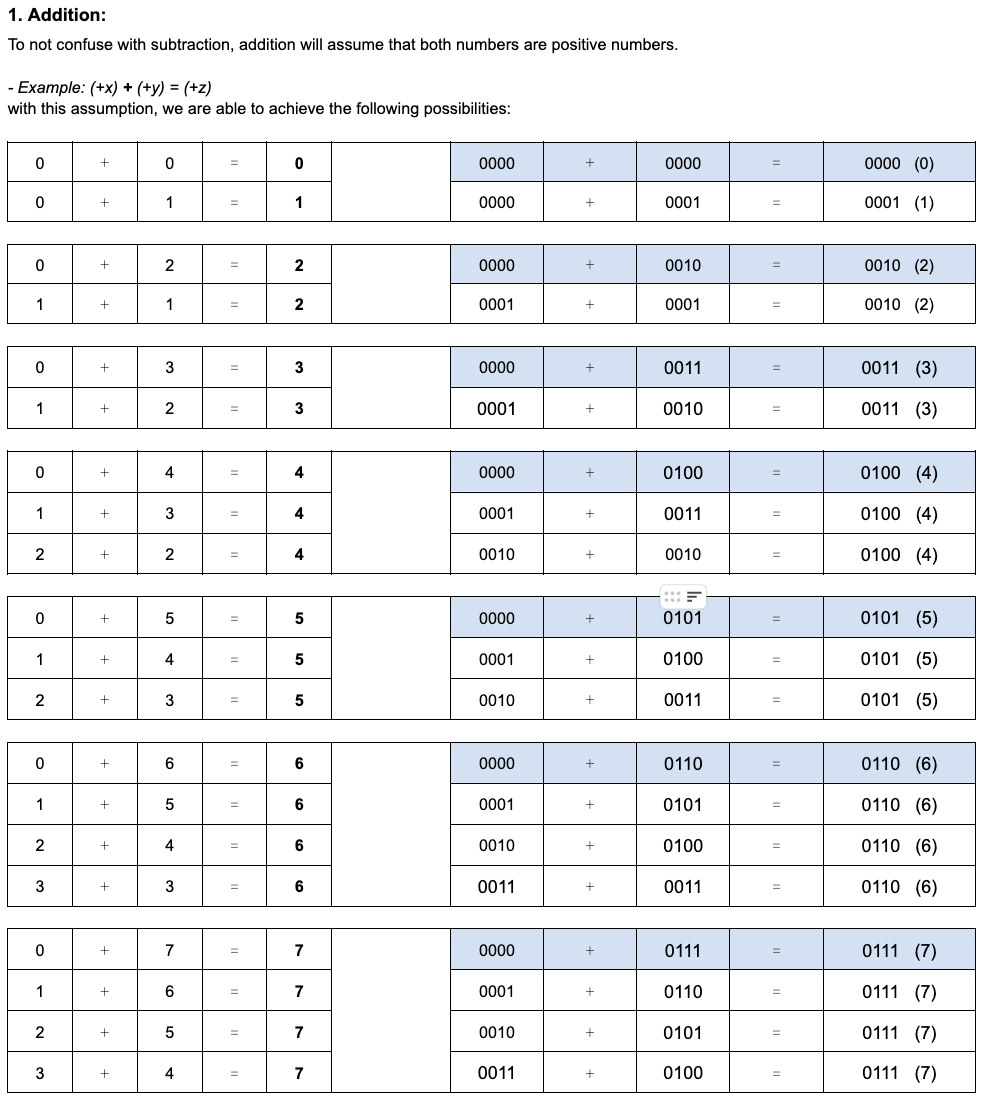 1. Addition:
To not confuse with subtraction, addition will assume that both numbers are positive numbers.
- Example: (+x) + (+y) = (+z)
with this assumption, we are able to achieve the following possibilities:
0 + 0 = 0 0000 + 0000 = 0000 (0)
0 + 1 = 1 0000 + 0001 = 0001 (1)
0 + 2 = 2 0000 + 0010 = 0010 (2)
1 + 1 = 2 0001 + 0001 = 0010 (2)
0 + 3 = 3 0000 + 0011 = 0011 (3)
1 + 2 = 3 0001 + 0010 = 0011 (3)
0 + 4 = 4 0000 + 0100 = 0100 (4)
1 + 3 = 4 0001 + 0011 = 0100 (4)
2 + 2 = 4 0010 + 0010 = 0100 (4)
0 + 5 = 5 0000 + 0101 = 0101 (5)
1 + 4 = 5 0001 + 0100 = 0101 (5)
2 + 3 = 5 0010 + 0011 = 0101 (5)
0 + 6 = 6 0000 + 0110 = 0110 (6)
1 + 5 = 6 0001 + 0101 = 0110 (6)
2 + 4 = 6 0010 + 0100 = 0110 (6)
3 + 3 = 6 0011 + 0011 = 0110 (6)
0 + 7 = 7 0000 + 0111 = 0111 (7)
1 + 6 = 7 0001 + 0110 = 0111 (7)
2 + 5 = 7 0010 + 0101 = 0111 (7)
3 + 4 = 7 0011 + 0100 = 0111 (7)